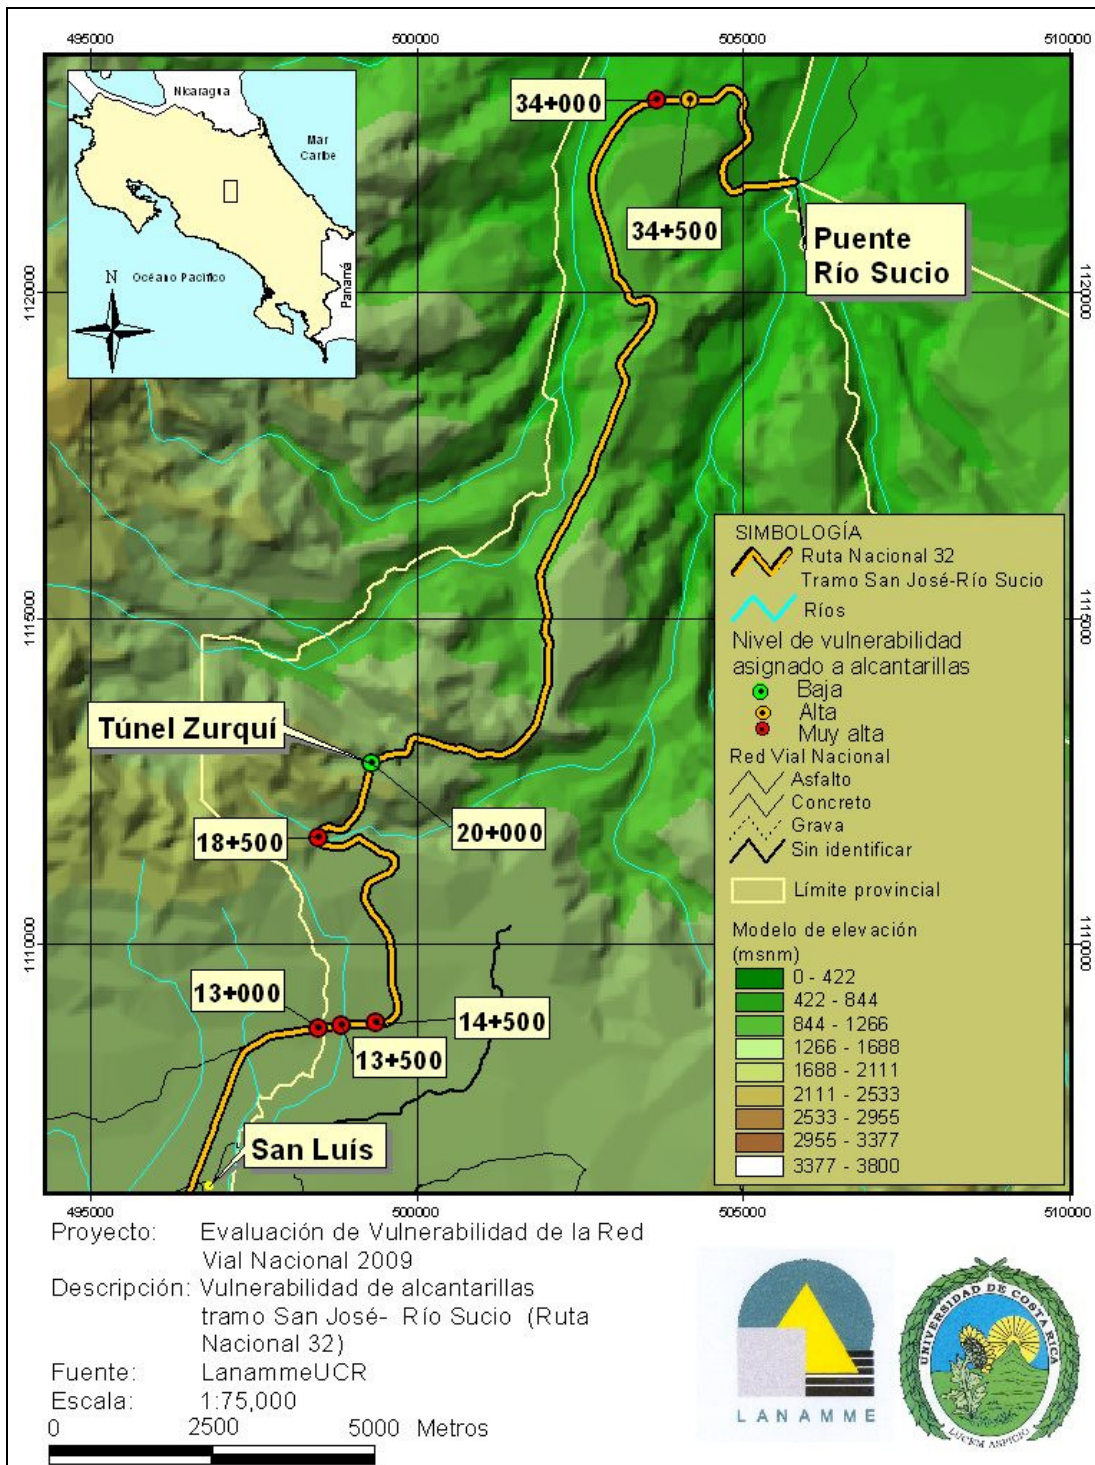 495000
500000
505000
510000
Nicaragua
Mar
Caribe
Océano Pacífico
Panamá
N
34+000
34+500
Puente
Río Sucio
1120000
1120000
1115000
1115000
1110000
1110000
Túnel Zurquí
18+500
20+000
13+000
13+500
14+500
San Luís
SIMBOLOGÍA
Ruta Nacional 32
Tramo San José-Río Sucio
Ríos
Nivel de vulnerabilidad
asignado a alcantarillas
Baja
Alta
Muy alta
Red Vial Nacional
Asfalto
Concreto
Grava
Sin identificar
Límite provincial
Modelo de elevación
(msnm)
0 - 422
422 - 844
844 - 1266
1266 - 1688
1688 - 2111
2111 - 2533
2533 - 2955
2955 - 3377
3377 - 3800
495000
500000
505000
510000
Proyecto: Evaluación de Vulnerabilidad de la Red
Vial Nacional 2009
Descripción: Vulnerabilidad de alcantarillas
tramo San José- Río Sucio (Ruta
Nacional 32)
Fuente: LanammeUCR
Escala: 1:75,000
0 2500 5000 Metros
LANAMME
UNIVERSIDAD DE COSTA RICA
LUCEM ASPICIO